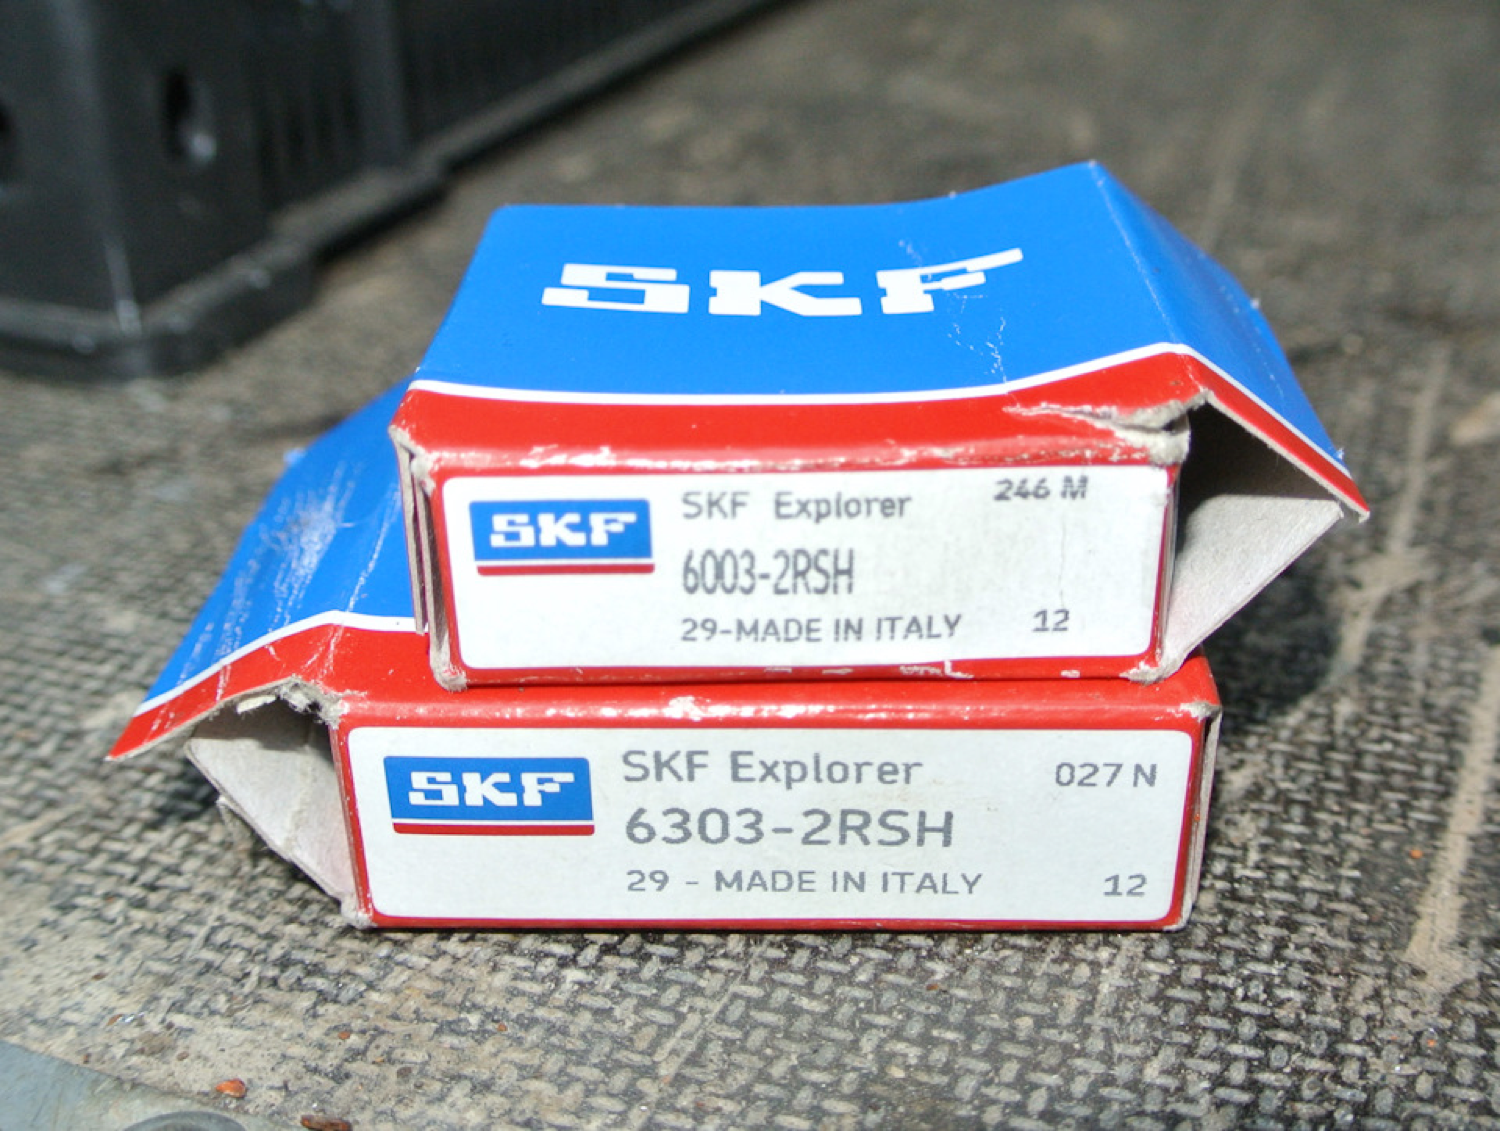 SKF
SKF
SKF Explorer 246 M
6003-2RSH
29-MADE IN ITALY 12
SKF
SKF Explorer 027 N
6303-2RSH
29 - MADE IN ITALY 12